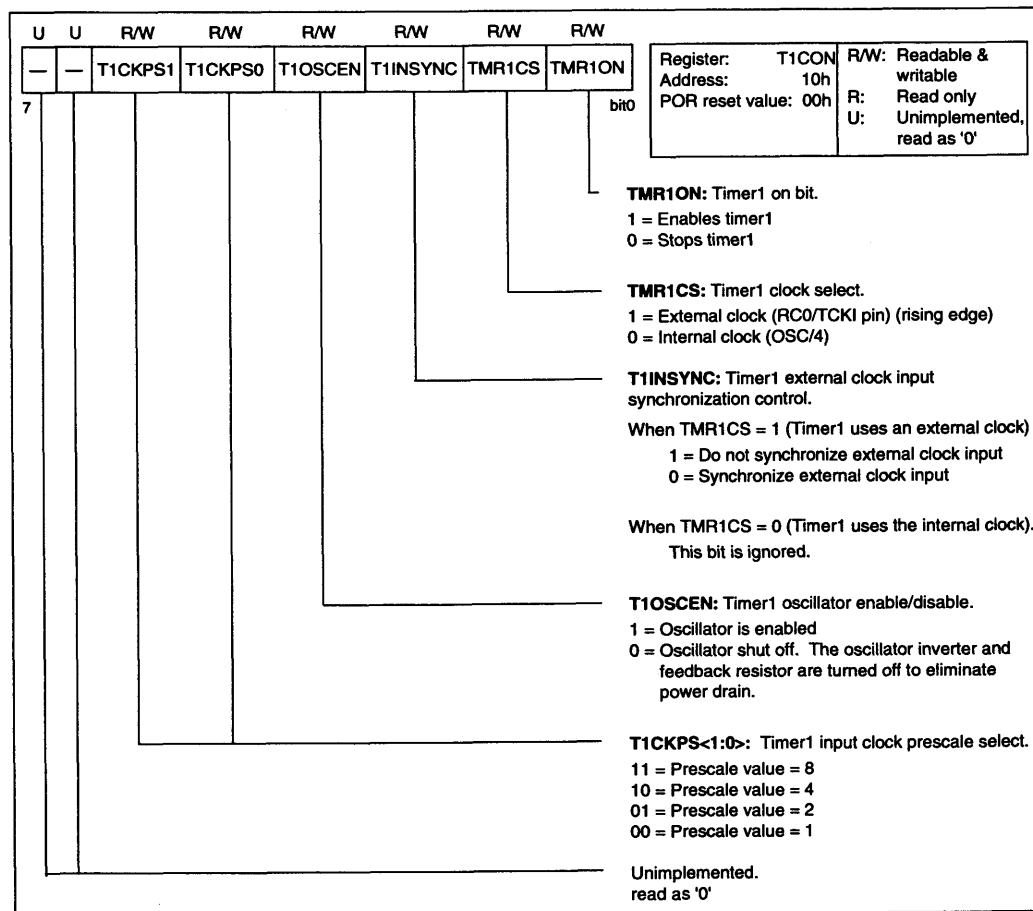 U U R/W R/W R/W R/W R/W R/W
— — T1CKPS1 T1CKPS0 T1OSCEN T1INSYNC TMR1CS TMR1ON
7 bit0
Register: T1CON
Address: 10h
POR reset value: 00h
R/W: Readable &
writable
R: Read only
U: Unimplemented,
read as '0'
TMR1ON: Timer1 on bit.
1 = Enables timer1
0 = Stops timer1
TMR1CS: Timer1 clock select.
1 = External clock (RC0/TCKI pin) (rising edge)
0 = Internal clock (OSC/4)
T1INSYNC: Timer1 external clock input
synchronization control.
When TMR1CS = 1 (Timer1 uses an external clock)
1 = Do not synchronize external clock input
0 = Synchronize external clock input
When TMR1CS = 0 (Timer1 uses the internal clock).
This bit is ignored.
T1OSCEN: Timer1 oscillator enable/disable.
1 = Oscillator is enabled
0 = Oscillator shut off. The oscillator inverter and
feedback resistor are turned off to eliminate
power drain.
T1CKPS<1:0>: Timer1 input clock prescale select.
11 = Prescale value = 8
10 = Prescale value = 4
01 = Prescale value = 2
00 = Prescale value = 1
Unimplemented.
read as '0'